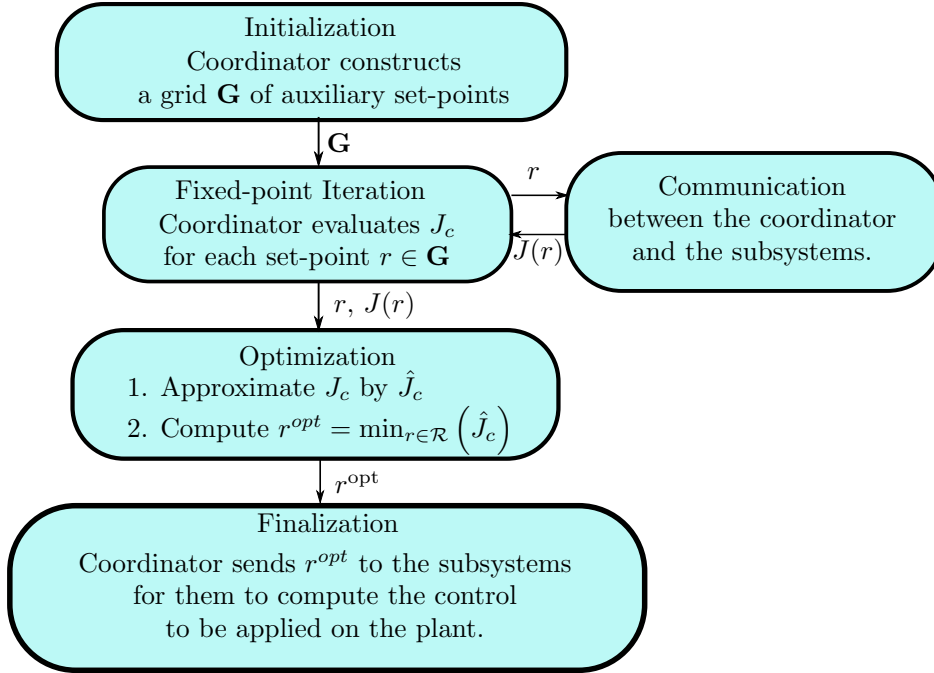 Initialization
Coordinator constructs
a grid G of auxiliary set-points
G
Fixed-point Iteration
Coordinator evaluates J_c
for each set-point r ∈ G
r
J(r)
Communication
between the coordinator
and the subsystems.
r, J(r)
Optimization
1. Approximate J_c by Ĵ_c
2. Compute r^{opt} = min_{r∈ℛ} (Ĵ_c)
r^{opt}
Finalization
Coordinator sends r^{opt} to the subsystems
for them to compute the control
to be applied on the plant.